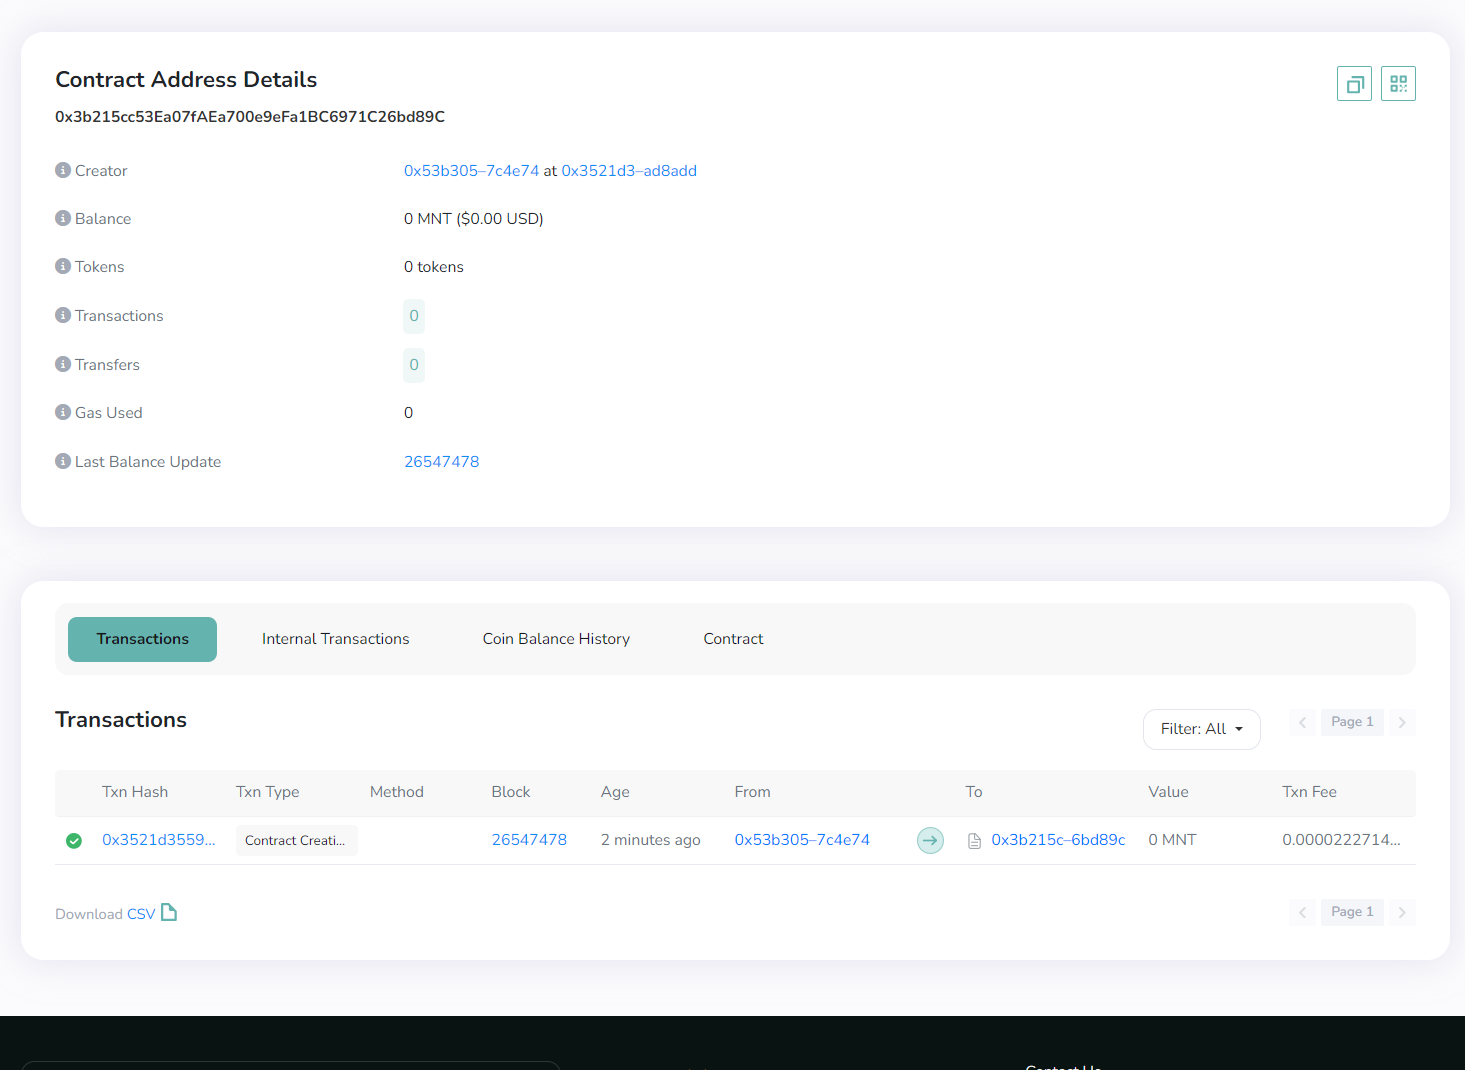 Contract Address Details
0x3b215cc53Ea07fAEa700e9eFa1BC6971C26bd89C
Creator 0x53b305–7c4e74 at 0x3521d3–ad8add
Balance 0 MNT ($0.00 USD)
Tokens 0 tokens
Transactions 0
Transfers 0
Gas Used 0
Last Balance Update 26547478
Transactions Internal Transactions Coin Balance History Contract
Transactions Filter: All Page 1
Txn Hash Txn Type Method Block Age From To Value Txn Fee
0x3521d3559... Contract Creati... 26547478 2 minutes ago 0x53b305–7c4e74 0x3b215c–6bd89c 0 MNT 0.0000222714...
Download CSV Page 1
Contact Us